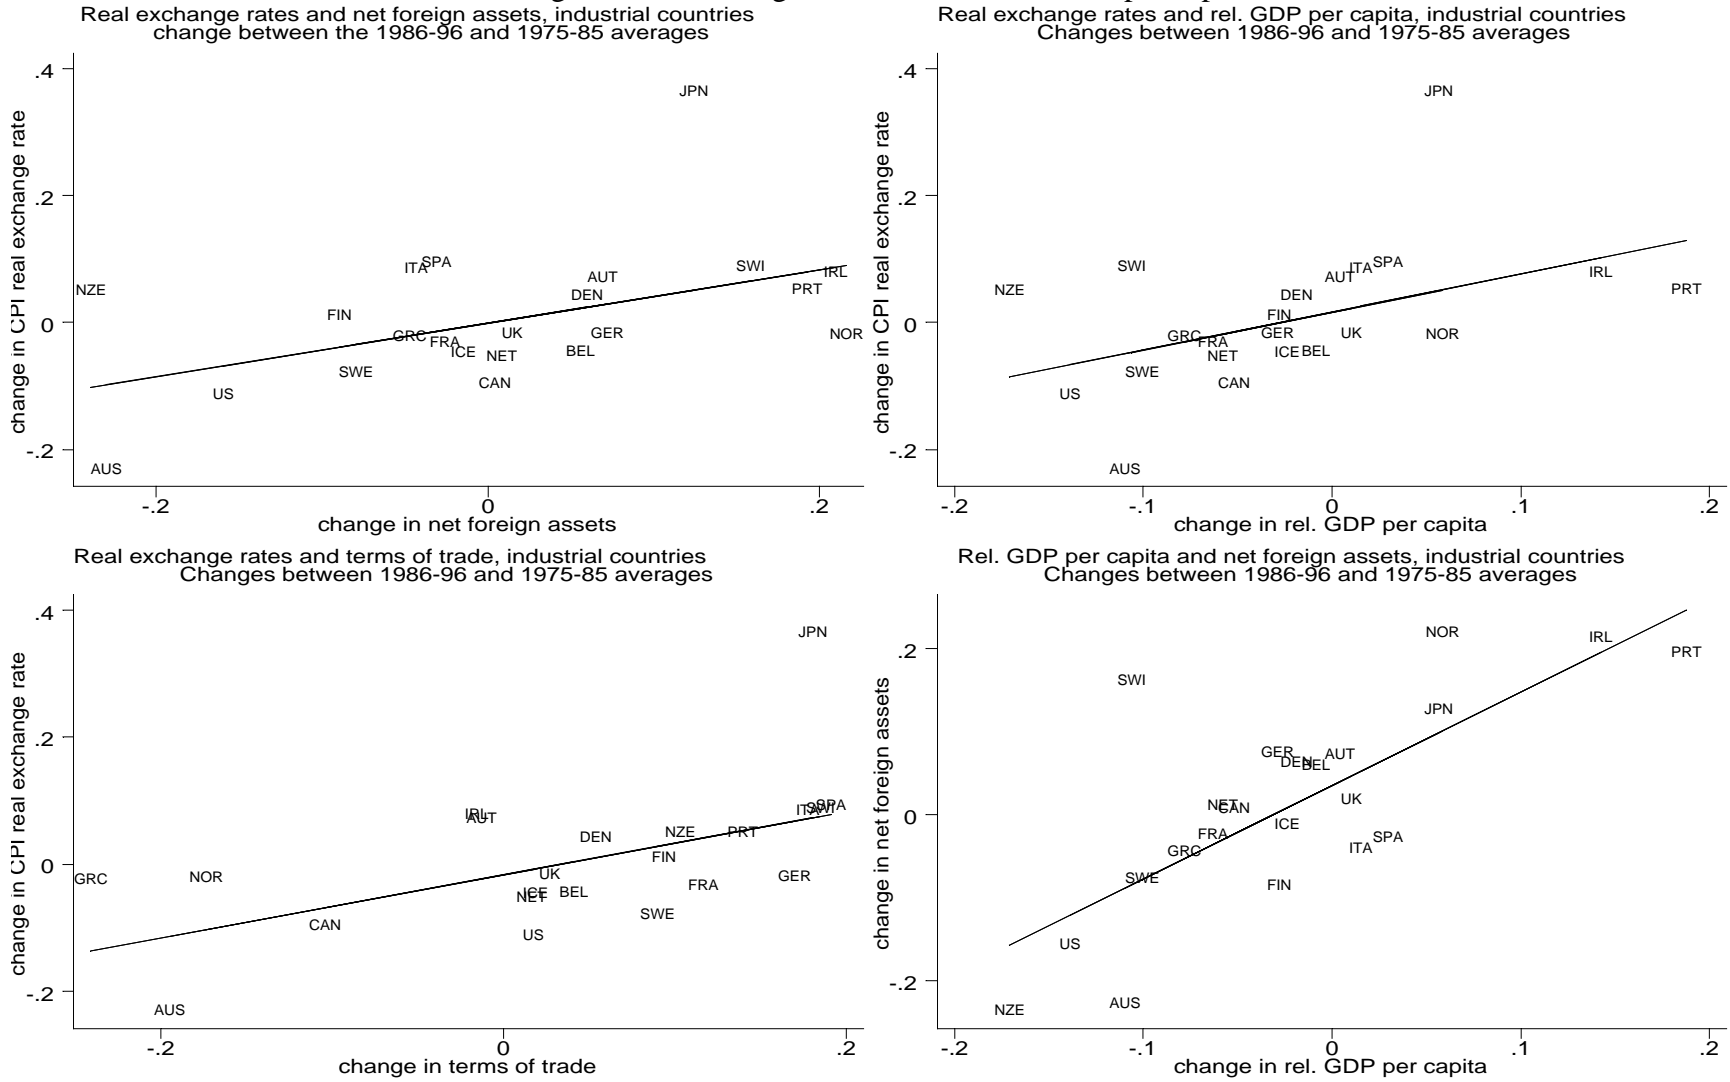 Real exchange rates and net foreign assets, industrial countries
change between the 1986-96 and 1975-85 averages
change in CPI real exchange rate
.4
.2
0
-.2
JPN
ITA
SPA
NZE
FIN
GRC
FRA
ICE
UK
NET
CAN
SWE
US
AUS
AUT
DEN
GER
BEL
SWI
IRL
PRT
NOR
-.2
0
.2
change in net foreign assets
Real exchange rates and rel. GDP per capita, industrial countries
Changes between 1986-96 and 1975-85 averages
change in CPI real exchange rate
.4
.2
0
-.2
JPN
SWI
NZE
SPA
ITA
AUT
DEN
FIN
GER
GRC
FRA
NET
ICE
BEL
UK
NOR
IRL
PRT
SWE
CAN
US
AUS
-.2
-.1
0
.1
.2
change in rel. GDP per capita
Real exchange rates and terms of trade, industrial countries
Changes between 1986-96 and 1975-85 averages
change in CPI real exchange rate
.4
.2
0
-.2
JPN
IRL
AUT
ITA
SWI
SPA
DEN
NZE
PRT
FIN
GRC
NOR
UK
ICE
NET
BEL
FRA
GER
SWE
CAN
US
AUS
-.2
0
.2
change in terms of trade
Rel. GDP per capita and net foreign assets, industrial countries
Changes between 1986-96 and 1975-85 averages
change in net foreign assets
.2
0
-.2
NOR
IRL
PRT
SWI
JPN
GER
DEN
BEL
AUT
NET
CAN
UK
ICE
FRA
SPA
ITA
GRC
SWE
FIN
US
NZE
AUS
-.2
-.1
0
.1
.2
change in rel. GDP per capita